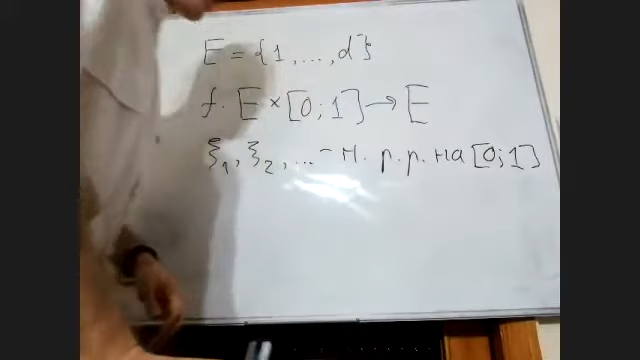 E = {1,...,d}
f: E × [0;1] → E
ξ₁, ξ₂, ... - н. р.р. на [0;1]